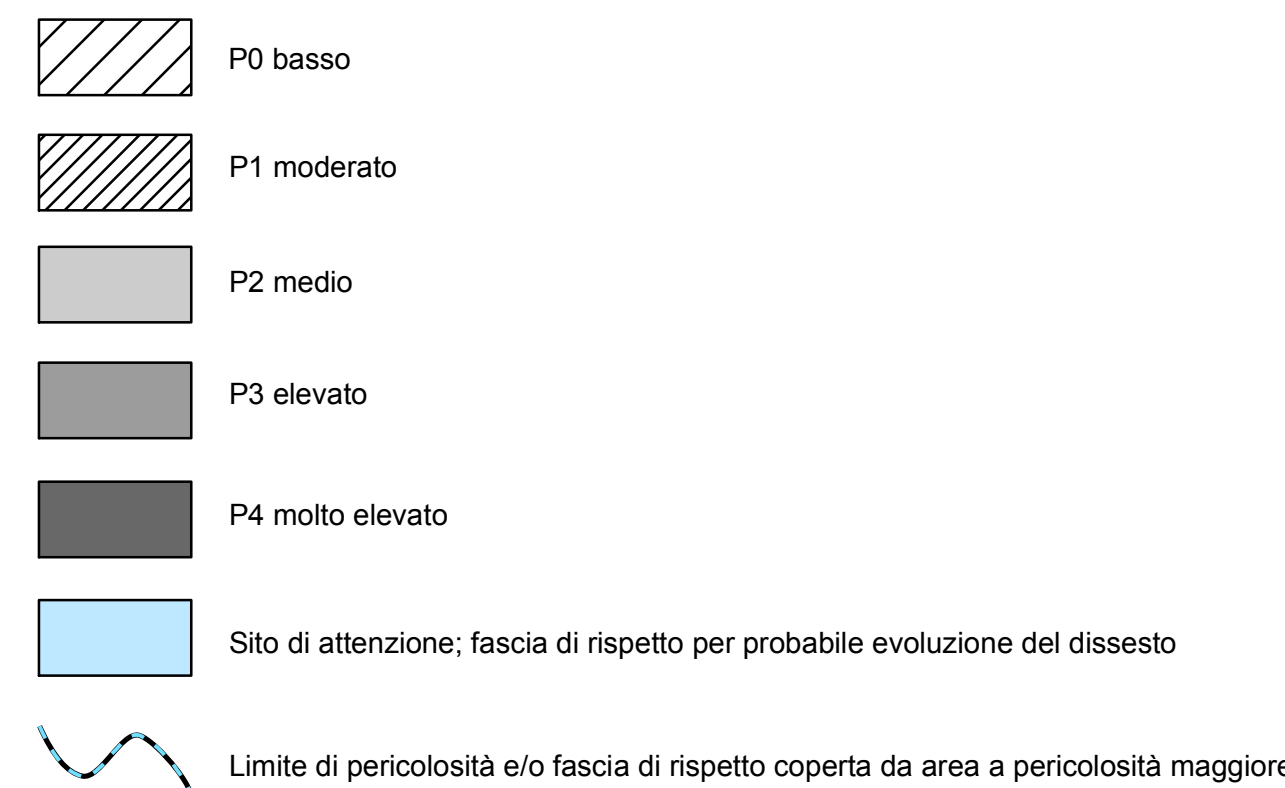 P0 basso
P1 moderato
P2 medio
P3 elevato
P4 molto elevato
Sito di attenzione; fascia di rispetto per probabile evoluzione del dissesto
Limite di pericolosità e/o fascia di rispetto coperta da area a pericolosità maggiore